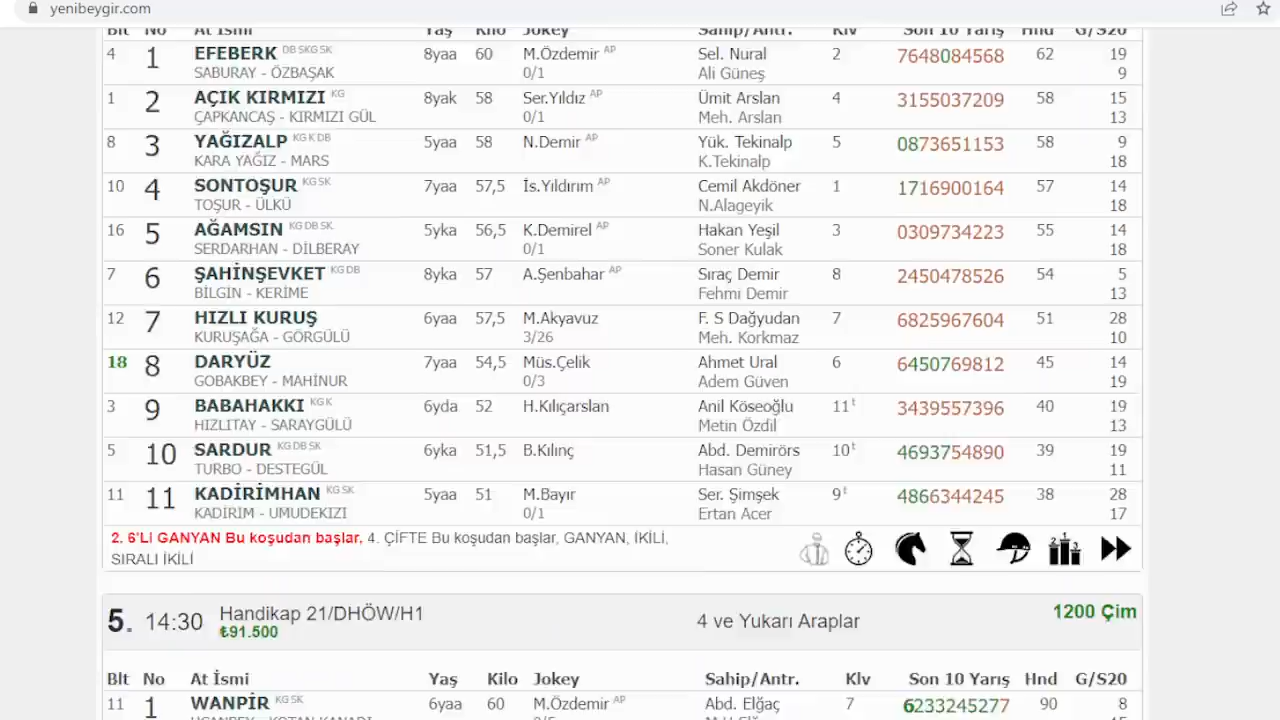 yenibeygir.com
Blt No At İsmi Yaş Kilo Jokey Sahip/Antr. Klv Son 10 Yarış Hnd G/S20
4 1 EFEBERK DB SKG SK 8yaa 60 M.Özdemir AP Sel. Nural 2 7648084568 62 19
SABURAY - ÖZBAŞAK 0/1 Ali Güneş 9
1 2 AÇIK KIRMIZI KG 8yak 58 Ser.Yıldız AP Ümit Arslan 4 3155037209 58 15
ÇAPKANCAŞ - KIRMIZI GÜL 0/1 Meh. Arslan 13
8 3 YAĞIZALP KG K DB 5yaa 58 N.Demir AP Yük. Tekinalp 5 0873651153 58 9
KARA YAĞIZ - MARS K.Tekinalp 18
10 4 SONTOŞUR KG SK 7yaa 57,5 İs.Yıldırım AP Cemil Akdöner 1 1716900164 57 14
TOŞUR - ÜLKÜ N.Alageyik 18
16 5 AĞAMSIN KG DB SK 5yka 56,5 K.Demirel AP Hakan Yeşil 3 0309734223 55 14
SERDARHAN - DİLBERAY 0/1 Soner Kulak 18
7 6 ŞAHİNŞEVKET KG DB 8yka 57 A.Şenbahar AP Sıraç Demir 8 2450478526 54 5
BİLGİN - KERİME Fehmı Demir 13
12 7 HIZLI KURUŞ 6yaa 57,5 M.Akyavuz F. S Dağyudan 7 6825967604 51 28
KURUŞAĞA - GÖRGÜLÜ 3/26 Meh. Korkmaz 10
18 8 DARYÜZ 7yaa 54,5 Müs.Çelik Ahmet Ural 6 6450769812 45 14
GOBAKBEY - MAHİNUR 0/3 Adem Güven 19
3 9 BABAHAKKI KG K 6yda 52 H.Kılıçarslan Anıl Köseoğlu 11t 3439557396 40 19
HIZLITAY - SARAYGÜLÜ Metin Özdil 13
5 10 SARDUR KG DB SK 6yka 51,5 B.Kılınç Abd. Demirörs 10t 4693754890 39 19
TURBO - DESTEGÜL Hasan Güney 11
11 11 KADİRİMHAN KG SK 5yaa 51 M.Bayır Ser. Şimşek 9t 4866344245 38 28
KADİRIM - UMUDEKIZI 0/1 Ertan Acer 17
2. 6'LI GANYAN Bu koşudan başlar, 4. ÇİFTE Bu koşudan başlar, GANYAN, İKİLİ,
SIRALI İKİLİ
5. 14:30 Handikap 21/DHÖW/H1 4 ve Yukarı Araplar 1200 Çim
₺91.500
Blt No At İsmi Yaş Kilo Jokey Sahip/Antr. Klv Son 10 Yarış Hnd G/S20
11 1 WANPİR KG SK 6yaa 60 M.Özdemir AP Abd. Elğaç 7 6233245277 90 8